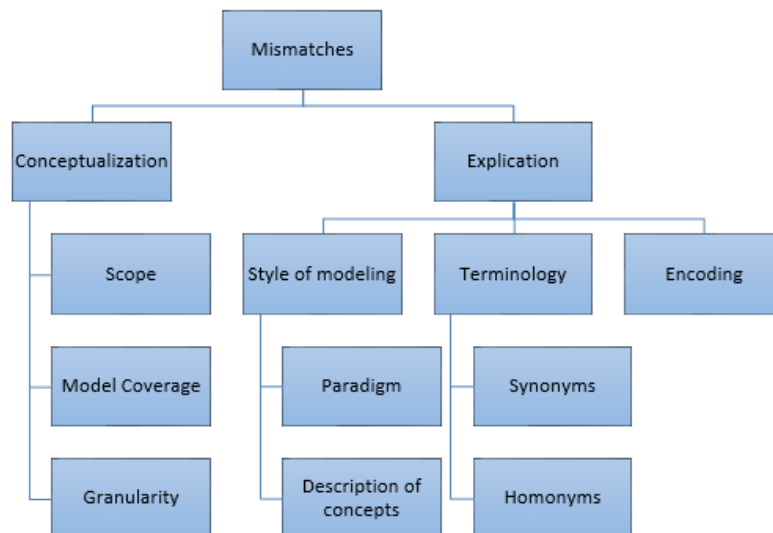 Mismatches
Conceptualization
Explication
Scope
Style of modeling
Terminology
Encoding
Model Coverage
Paradigm
Synonyms
Granularity
Description of
concepts
Homonyms